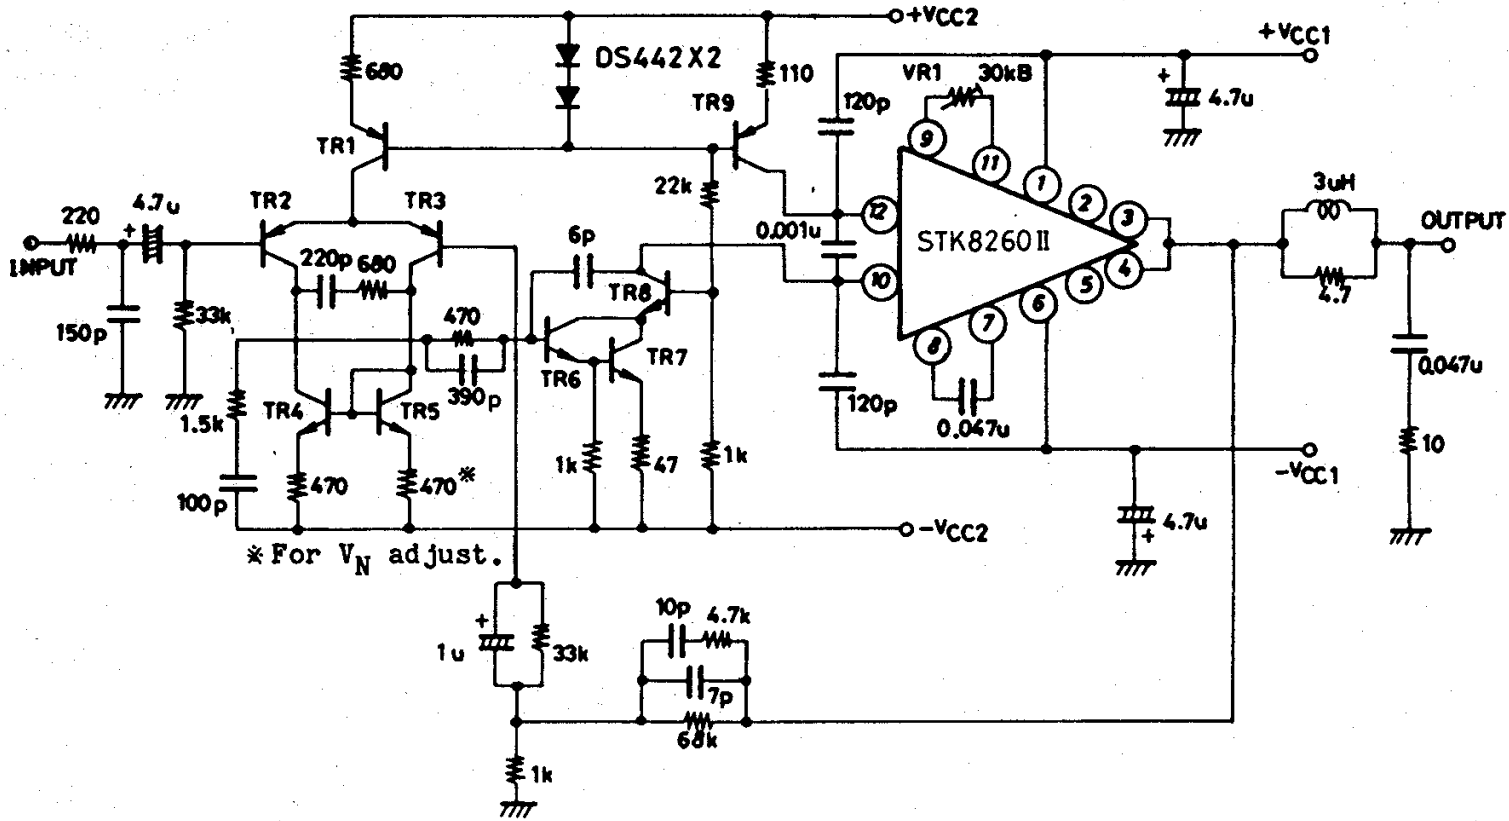 +VCC2
680
DS442X2
110
TR9
TR1
+VCC1
VR1
30kB
+
4.7u
120p
9
11
1
2
3
12
STK8260 II
10
4
5
6
7
8
22k
0.001u
TR2
TR3
220
4.7u
+
INPUT
220p
680
6p
TR8
150p
33k
470
390p
TR6
TR7
3uH
4.7
OUTPUT
0.047u
10
120p
0.047u
1.5k
TR4
TR5
100p
470
470※
1k
47
1k
-VCC2
-VCC1
4.7u
+
※For VN adjust.
+
1u
33k
10p
4.7k
7p
68k
1k